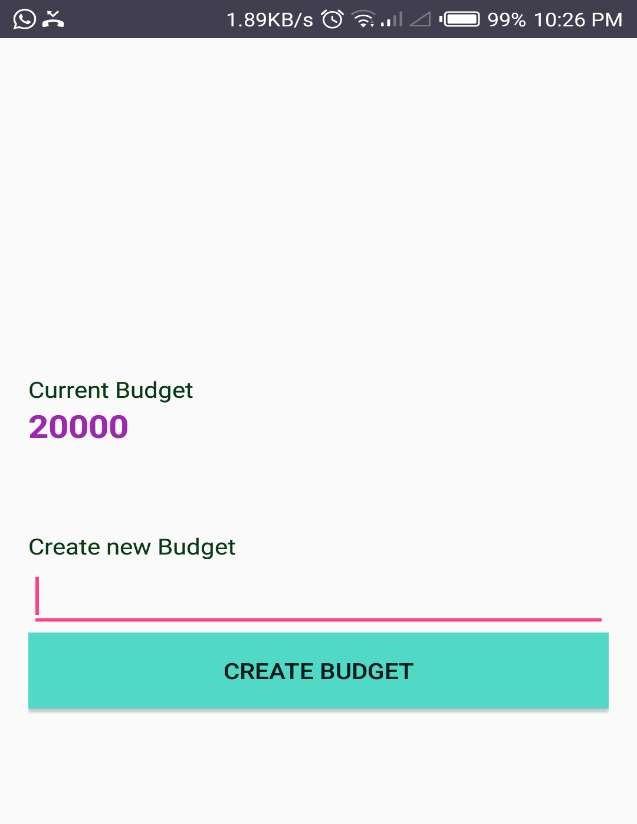 1.89KB/s 99% 10:26 PM
Current Budget
20000
Create new Budget
CREATE BUDGET